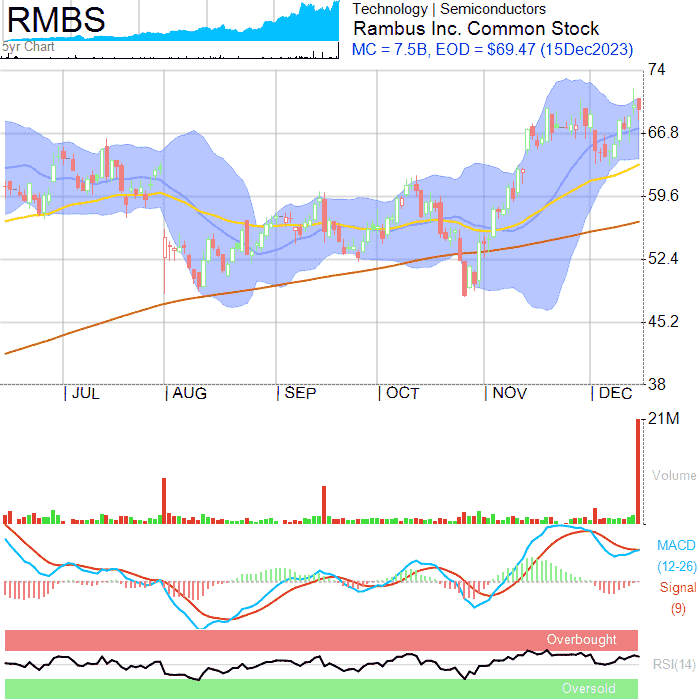 RMBS
5yr Chart
Technology | Semiconductors
Rambus Inc. Common Stock
MC = 7.5B, EOD = $69.47 (15Dec2023)
74
66.8
59.6
52.4
45.2
38
| JUL | AUG | SEP | OCT | NOV | DEC
21M
Volume
MACD
(12-26)
Signal
(9)
Overbought
RSI(14)
Oversold